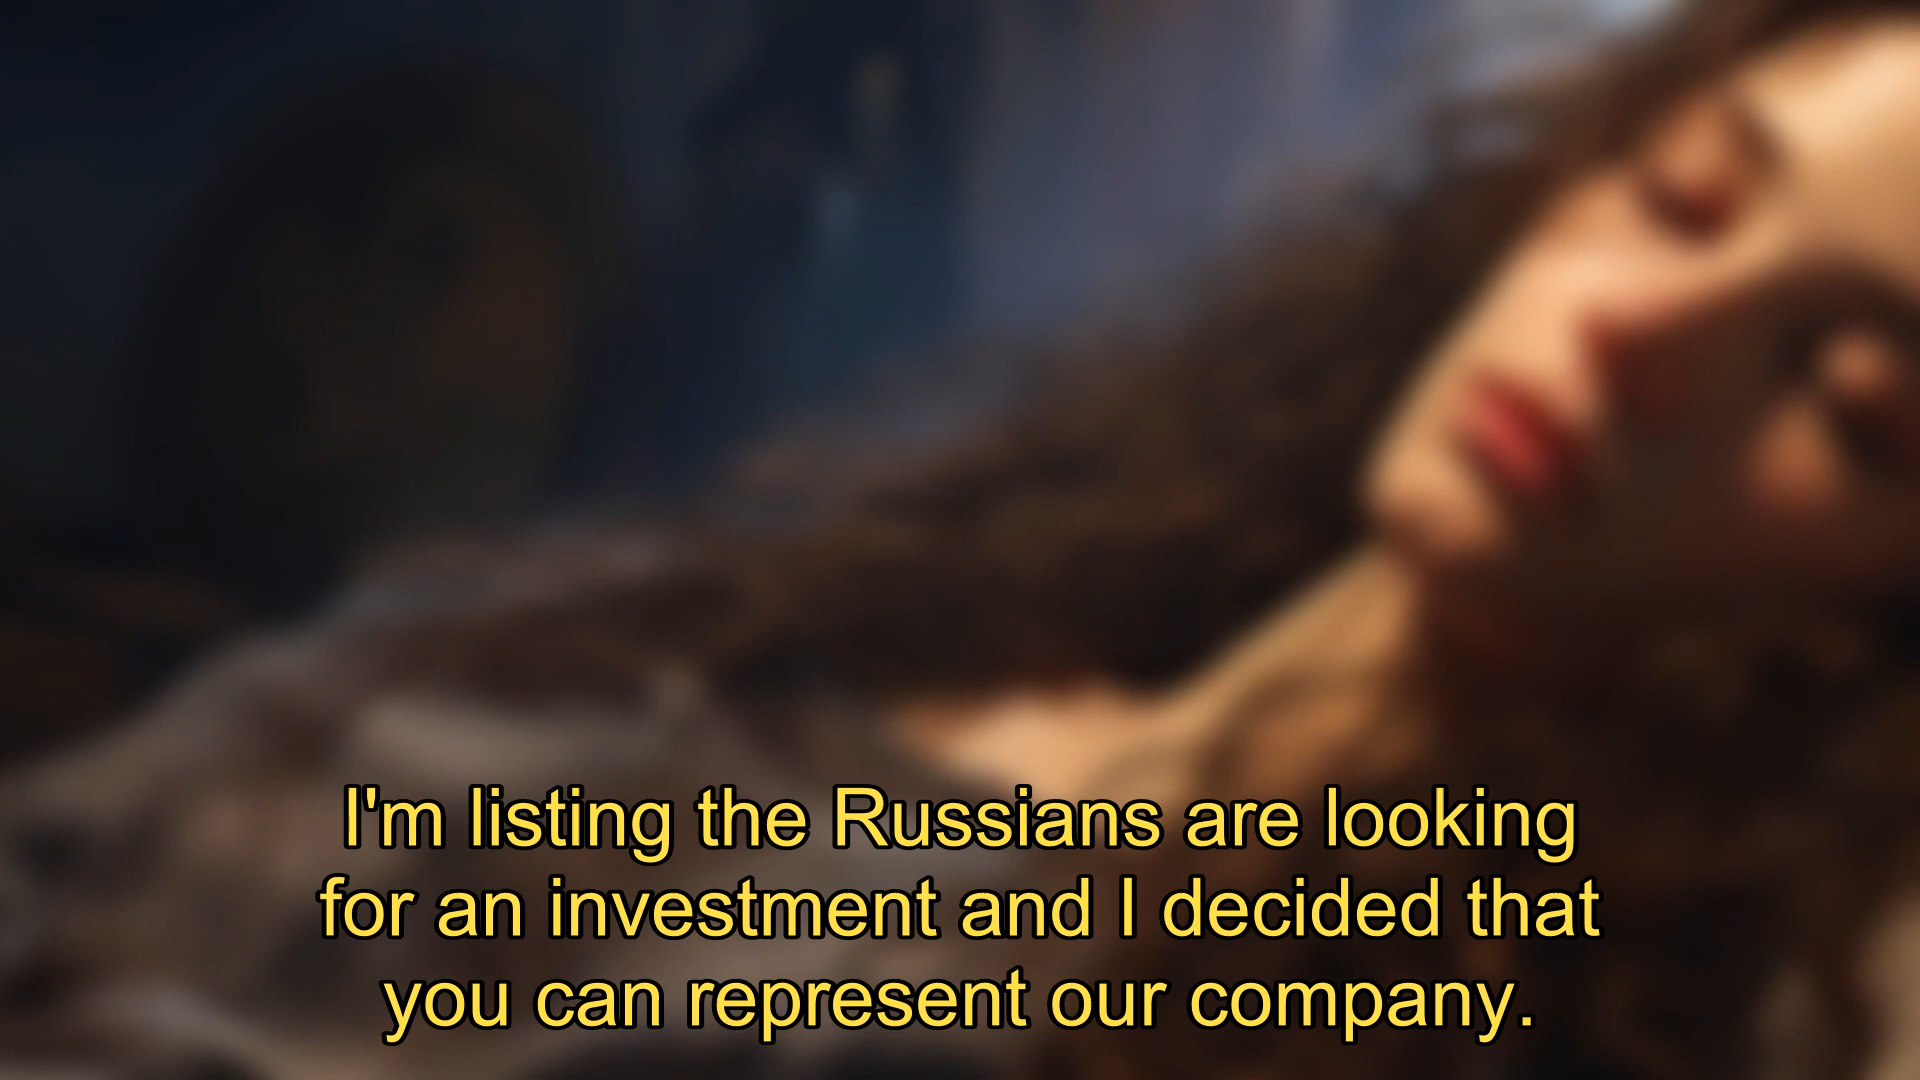 I'm listing the Russians are looking
for an investment and I decided that
you can represent our company.